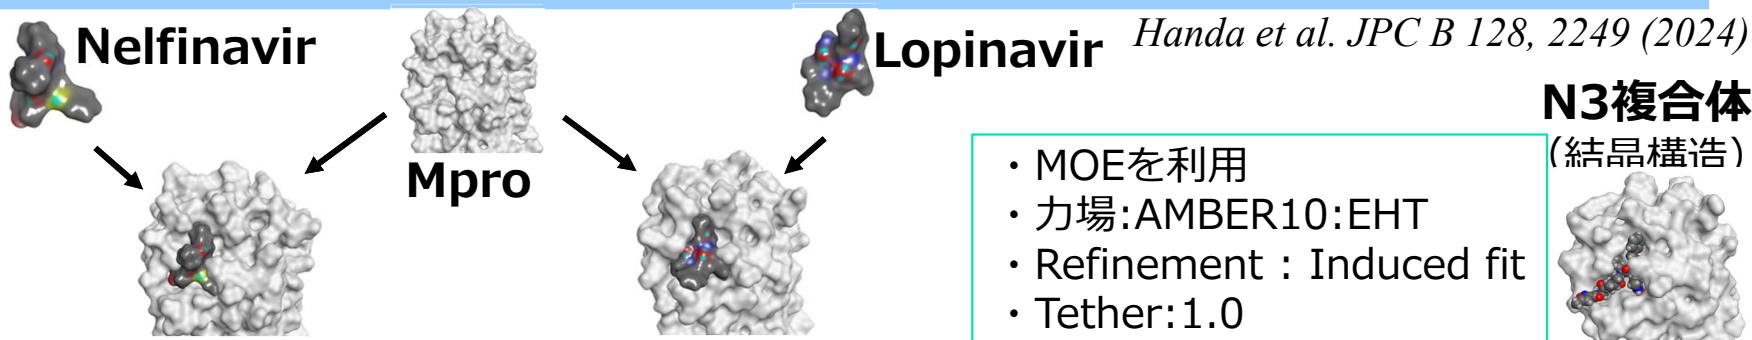 Nelfinavir
Mpro
Lopinavir
Handa et al. JPC B 128, 2249 (2024)
N3複合体
(結晶構造)
・MOEを利用
・力場:AMBER10:EHT
・Refinement : Induced fit
・Tether:1.0